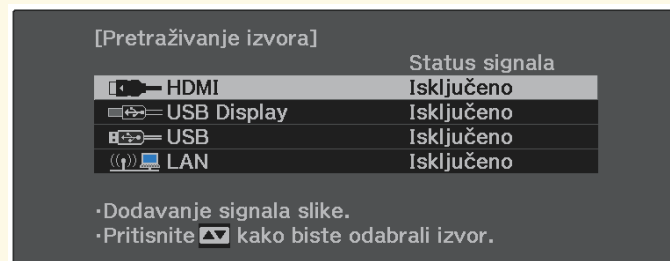 [Pretraživanje izvora]
Status signala
HDMI Isključeno
USB Display Isključeno
USB Isključeno
LAN Isključeno
·Dodavanje signala slike.
·Pritisnite ▲▼ kako biste odabrali izvor.